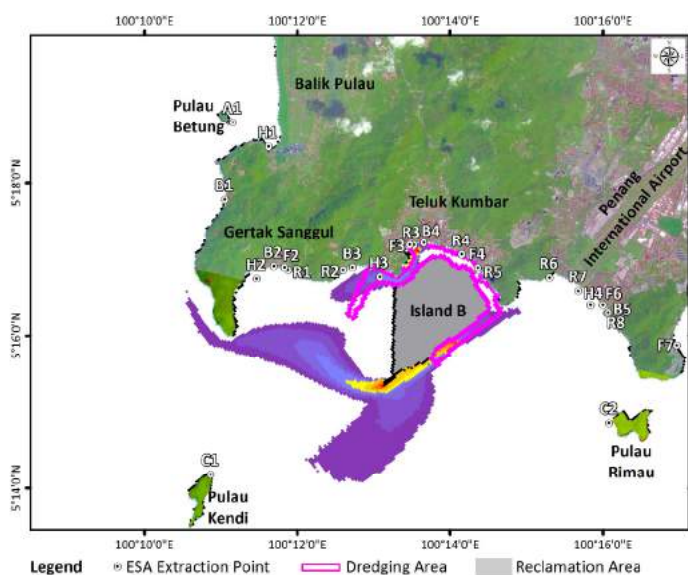 100°10'0"E 100°12'0"E 100°14'0"E 100°16'0"E
5°18'0"N
5°16'0"N
5°14'0"N
Balik Pulau
Pulau
Betung
A1
H1
B1
Penang
International Airport
Teluk Kumbar
Gertak Sanggul
H2
B2
F2
R1
R2
B3
H3
F3
R3
B4
R4
F4
R5
R6
R7
H4
F6
B5
R8
F7
Island B
C2
Pulau
Rimau
C1
Pulau
Kendi
100°10'0"E 100°12'0"E 100°14'0"E 100°16'0"E
Legend ESA Extraction Point Dredging Area Reclamation Area